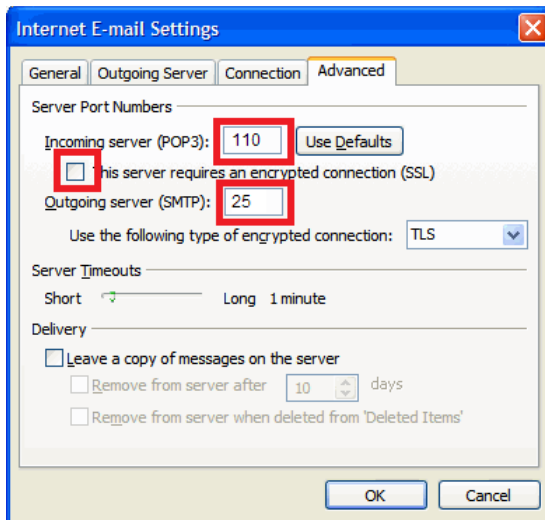 Internet E-mail Settings
General Outgoing Server Connection Advanced
Server Port Numbers
Incoming server (POP3): 110 Use Defaults
This server requires an encrypted connection (SSL)
Outgoing server (SMTP): 25
Use the following type of encrypted connection: TLS
Server Timeouts
Short Long 1 minute
Delivery
Leave a copy of messages on the server
Remove from server after 10 days
Remove from server when deleted from 'Deleted Items'
OK Cancel